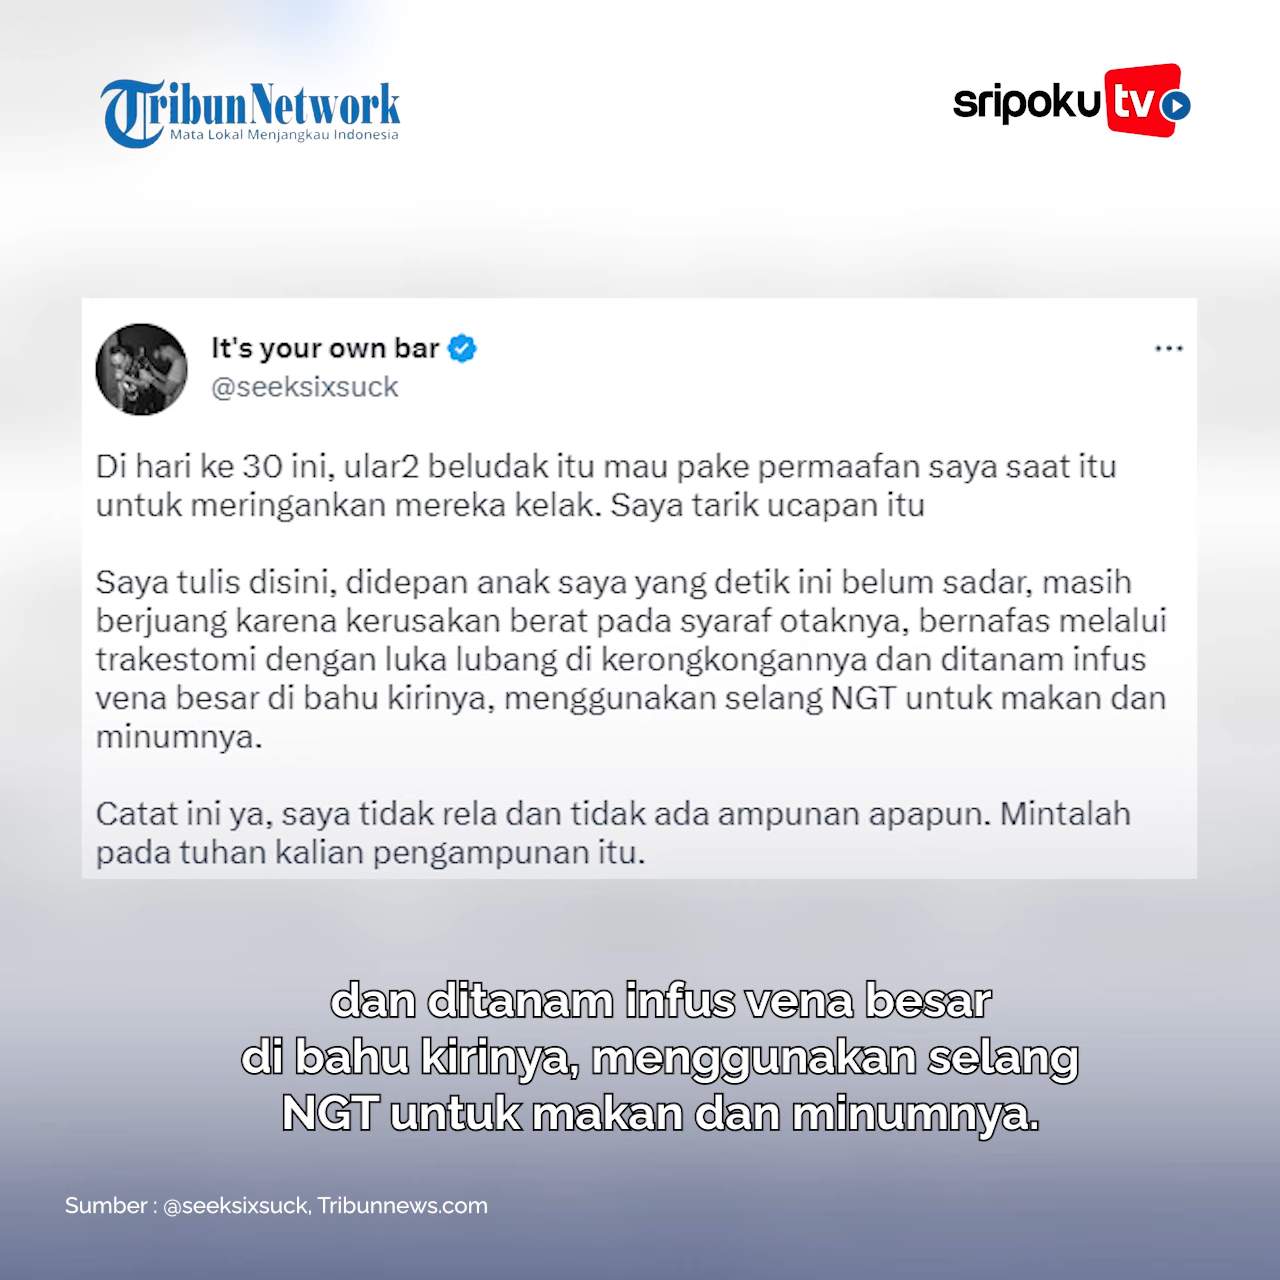 Tribun Network
Mata Lokal Menjangkau Indonesia
sripoku tv
It's your own bar
@seeksixsuck
Di hari ke 30 ini, ular2 beludak itu mau pake permaafan saya saat itu
untuk meringankan mereka kelak. Saya tarik ucapan itu
Saya tulis disini, didepan anak saya yang detik ini belum sadar, masih
berjuang karena kerusakan berat pada syaraf otaknya, bernafas melalui
trakestomi dengan luka lubang di kerongkongannya dan ditanam infus
vena besar di bahu kirinya, menggunakan selang NGT untuk makan dan
minumnya.
Catat ini ya, saya tidak rela dan tidak ada ampunan apapun. Mintalah
pada tuhan kalian pengampunan itu.
dan ditanam infus vena besar
di bahu kirinya, menggunakan selang
NGT untuk makan dan minumnya.
Sumber : @seeksixsuck, Tribunnews.com